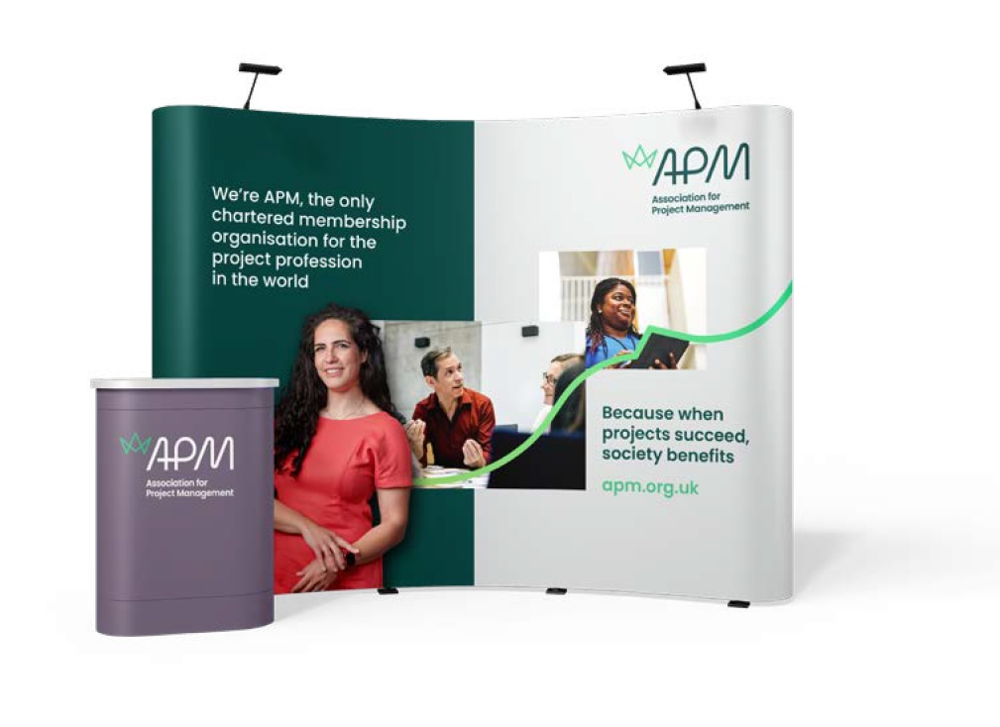 We're APM, the only
chartered membership
organisation for the
project profession
in the world
APM
Association for
Project Management
Because when
projects succeed,
society benefits
apm.org.uk
APM
Association for
Project Management